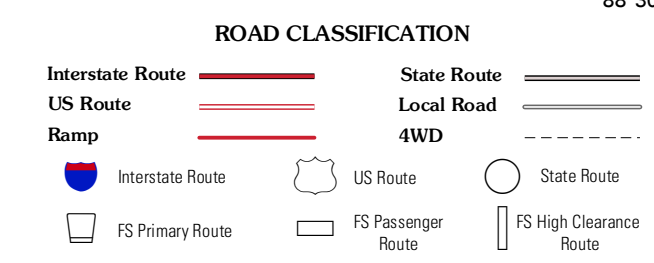 ROAD CLASSIFICATION
Interstate Route
State Route
US Route
Local Road
Ramp
4WD
Interstate Route
US Route
State Route
FS Primary Route
FS Passenger
Route
FS High Clearance
Route